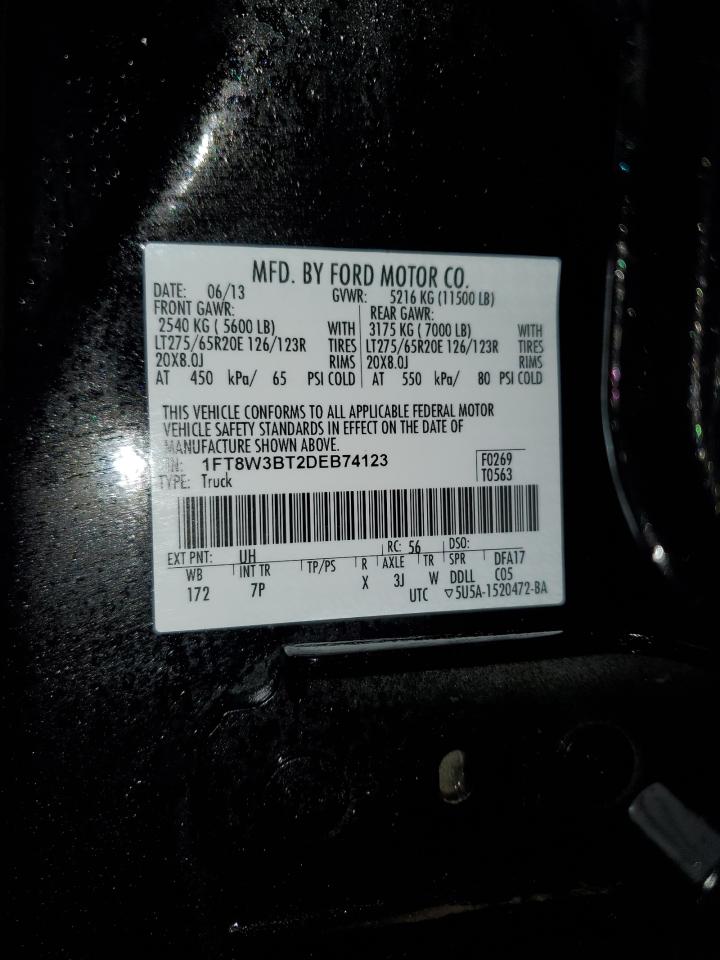 MFD. BY FORD MOTOR CO.
DATE: 06/13 GVWR: 5216 KG (11500 LB)
FRONT GAWR: REAR GAWR:
2540 KG ( 5600 LB) WITH 3175 KG ( 7000 LB) WITH
LT275/65R20E 126/123R TIRES LT275/65R20E 126/123R TIRES
20X8.0J RIMS 20X8.0J RIMS
AT 450 kPa/ 65 PSI COLD AT 550 kPa/ 80 PSI COLD
THIS VEHICLE CONFORMS TO ALL APPLICABLE FEDERAL MOTOR
VEHICLE SAFETY STANDARDS IN EFFECT ON THE DATE OF
MANUFACTURE SHOWN ABOVE.
VIN: 1FT8W3BT2DEB74123 F0269
TYPE: Truck T0563
EXT PNT: UH RC: 56 DSO:
WB INT TR TP/PS R AXLE TR SPR DFA17
172 7P X 3J W DDLL C05
UTC ▽5U5A-1520472-BA